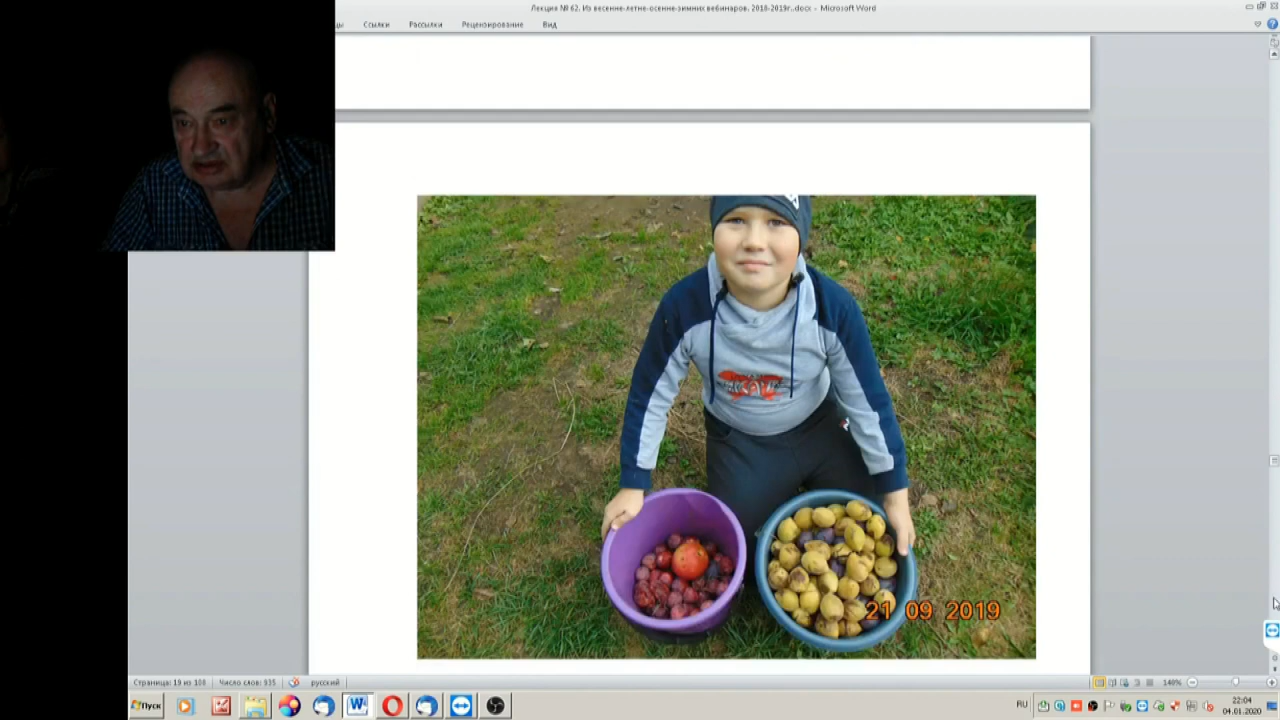 Лекция № 62. Из весенне-летне-осенне-зимних вебинаров. 2018-2019г..docx - Microsoft Word
Ссылки Рассылки Рецензирование Вид
21 09 2019
Страница: 19 из 108 Число слов: 935 русский 140%
Пуск RU 22:04
04.01.2020